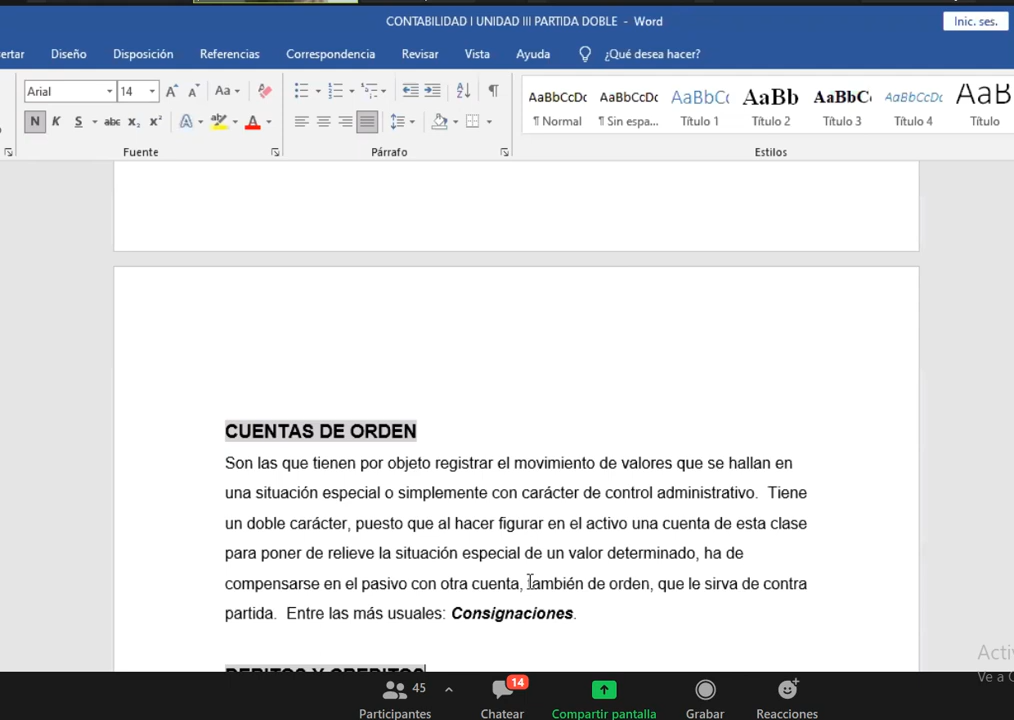 CONTABILIDAD I UNIDAD III PARTIDA DOBLE - Word
Inic. ses.
ertar Diseño Disposición Referencias Correspondencia Revisar Vista Ayuda ¿Qué desea hacer?
Arial 14 Aa
AaBbCcDc AaBbCcDc AaBbCc AaBb AaBbC AaBbCcDc AaB
N K S abc x₂ x² A A
¶ Normal ¶ Sin espa... Título 1 Título 2 Título 3 Título 4 Título
Fuente Párrafo Estilos
CUENTAS DE ORDEN
Son las que tienen por objeto registrar el movimiento de valores que se hallan en
una situación especial o simplemente con carácter de control administrativo. Tiene
un doble carácter, puesto que al hacer figurar en el activo una cuenta de esta clase
para poner de relieve la situación especial de un valor determinado, ha de
compensarse en el pasivo con otra cuenta, también de orden, que le sirva de contra
partida. Entre las más usuales: Consignaciones.
DEBITOS Y CREDITOS
Activ
Ve a C
45 14
Participantes Chatear Compartir pantalla Grabar Reacciones